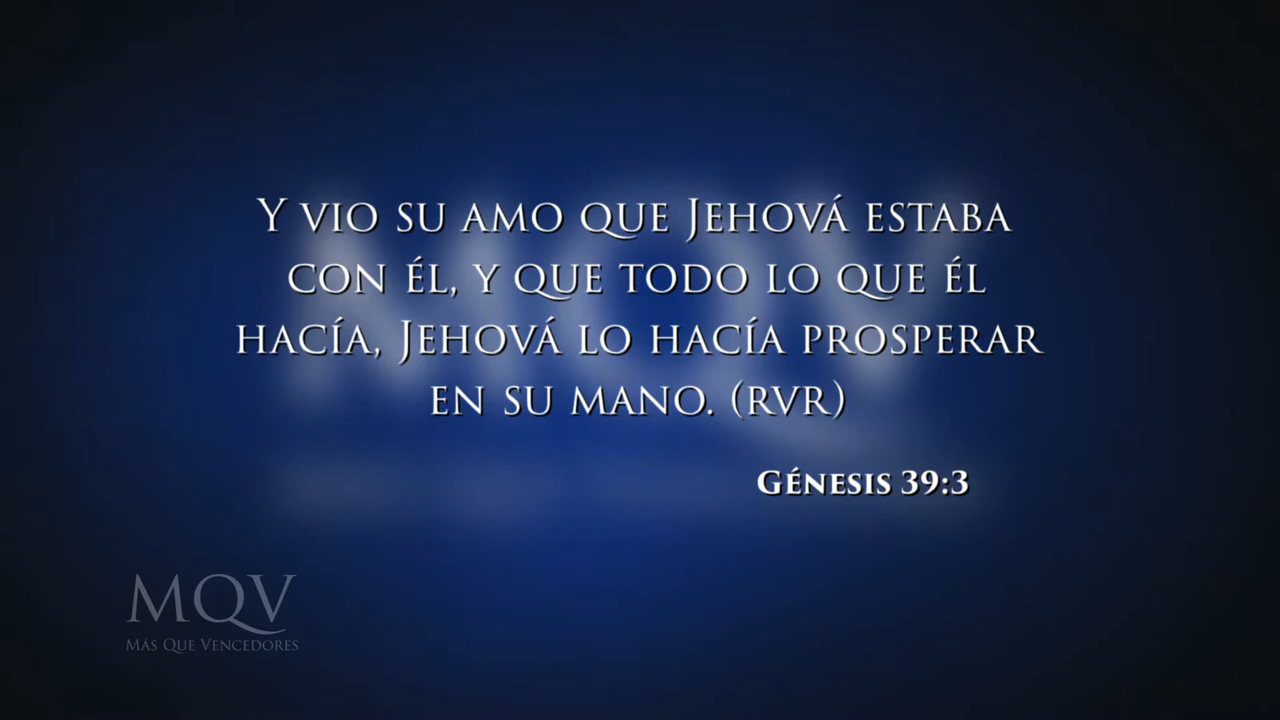 Y VIO SU AMO QUE JEHOVÁ ESTABA
CON ÉL, Y QUE TODO LO QUE ÉL
HACÍA, JEHOVÁ LO HACÍA PROSPERAR
EN SU MANO. (RVR)
GÉNESIS 39:3
MQV
MÁS QUE VENCEDORES